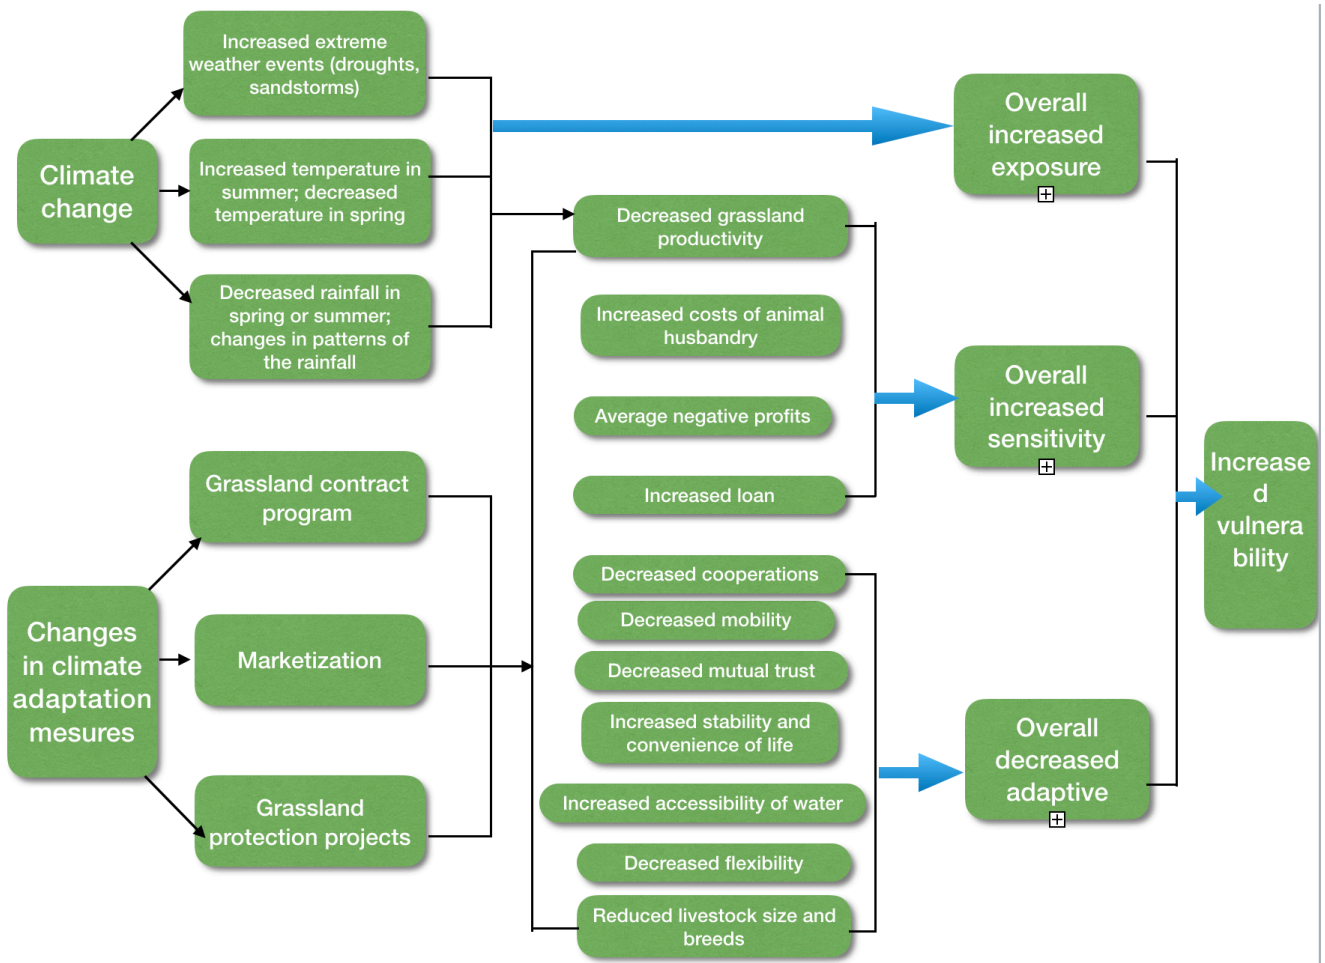 Increased extreme
weather events (droughts,
sandstorms)
Climate
change
Increased temperature in
summer; decreased
temperature in spring
Decreased rainfall in
spring or summer;
changes in patterns of
the rainfall
Changes
in climate
adaptation
mesures
Grassland contract
program
Marketization
Grassland
protection projects
Decreased grassland
productivity
Increased costs of animal
husbandry
Average negative profits
Increased loan
Decreased cooperations
Decreased mobility
Decreased mutual trust
Increased stability and
convenience of life
Increased accessibility of water
Decreased flexibility
Reduced livestock size and
breeds
Overall
increased
exposure
Overall
increased
sensitivity
Overall
decreased
adaptive
Increase
d
vulnera
bility